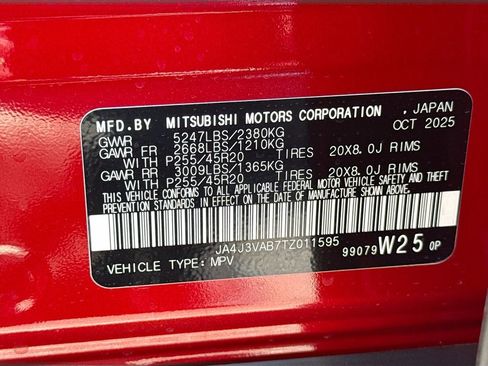 MFD.BY MITSUBISHI MOTORS CORPORATION , JAPAN
GVWR 5247LBS/2380KG OCT 2025
GAWR FR 2668LBS/1210KG
WITH P255/45R20 TIRES 20X8.0J RIMS
GAWR RR 3009LBS/1365KG
WITH P255/45R20 TIRES 20X8.0J RIMS
THIS VEHICLE CONFORMS TO ALL APPLICABLE FEDERAL MOTOR VEHICLE SAFETY AND THEFT
PREVENTION STANDARDS IN EFFECT ON THE DATE OF MANUFACTURE SHOWN ABOVE.
JA4J3VAB7TZ011595
VEHICLE TYPE: MPV 99079 W25 0P